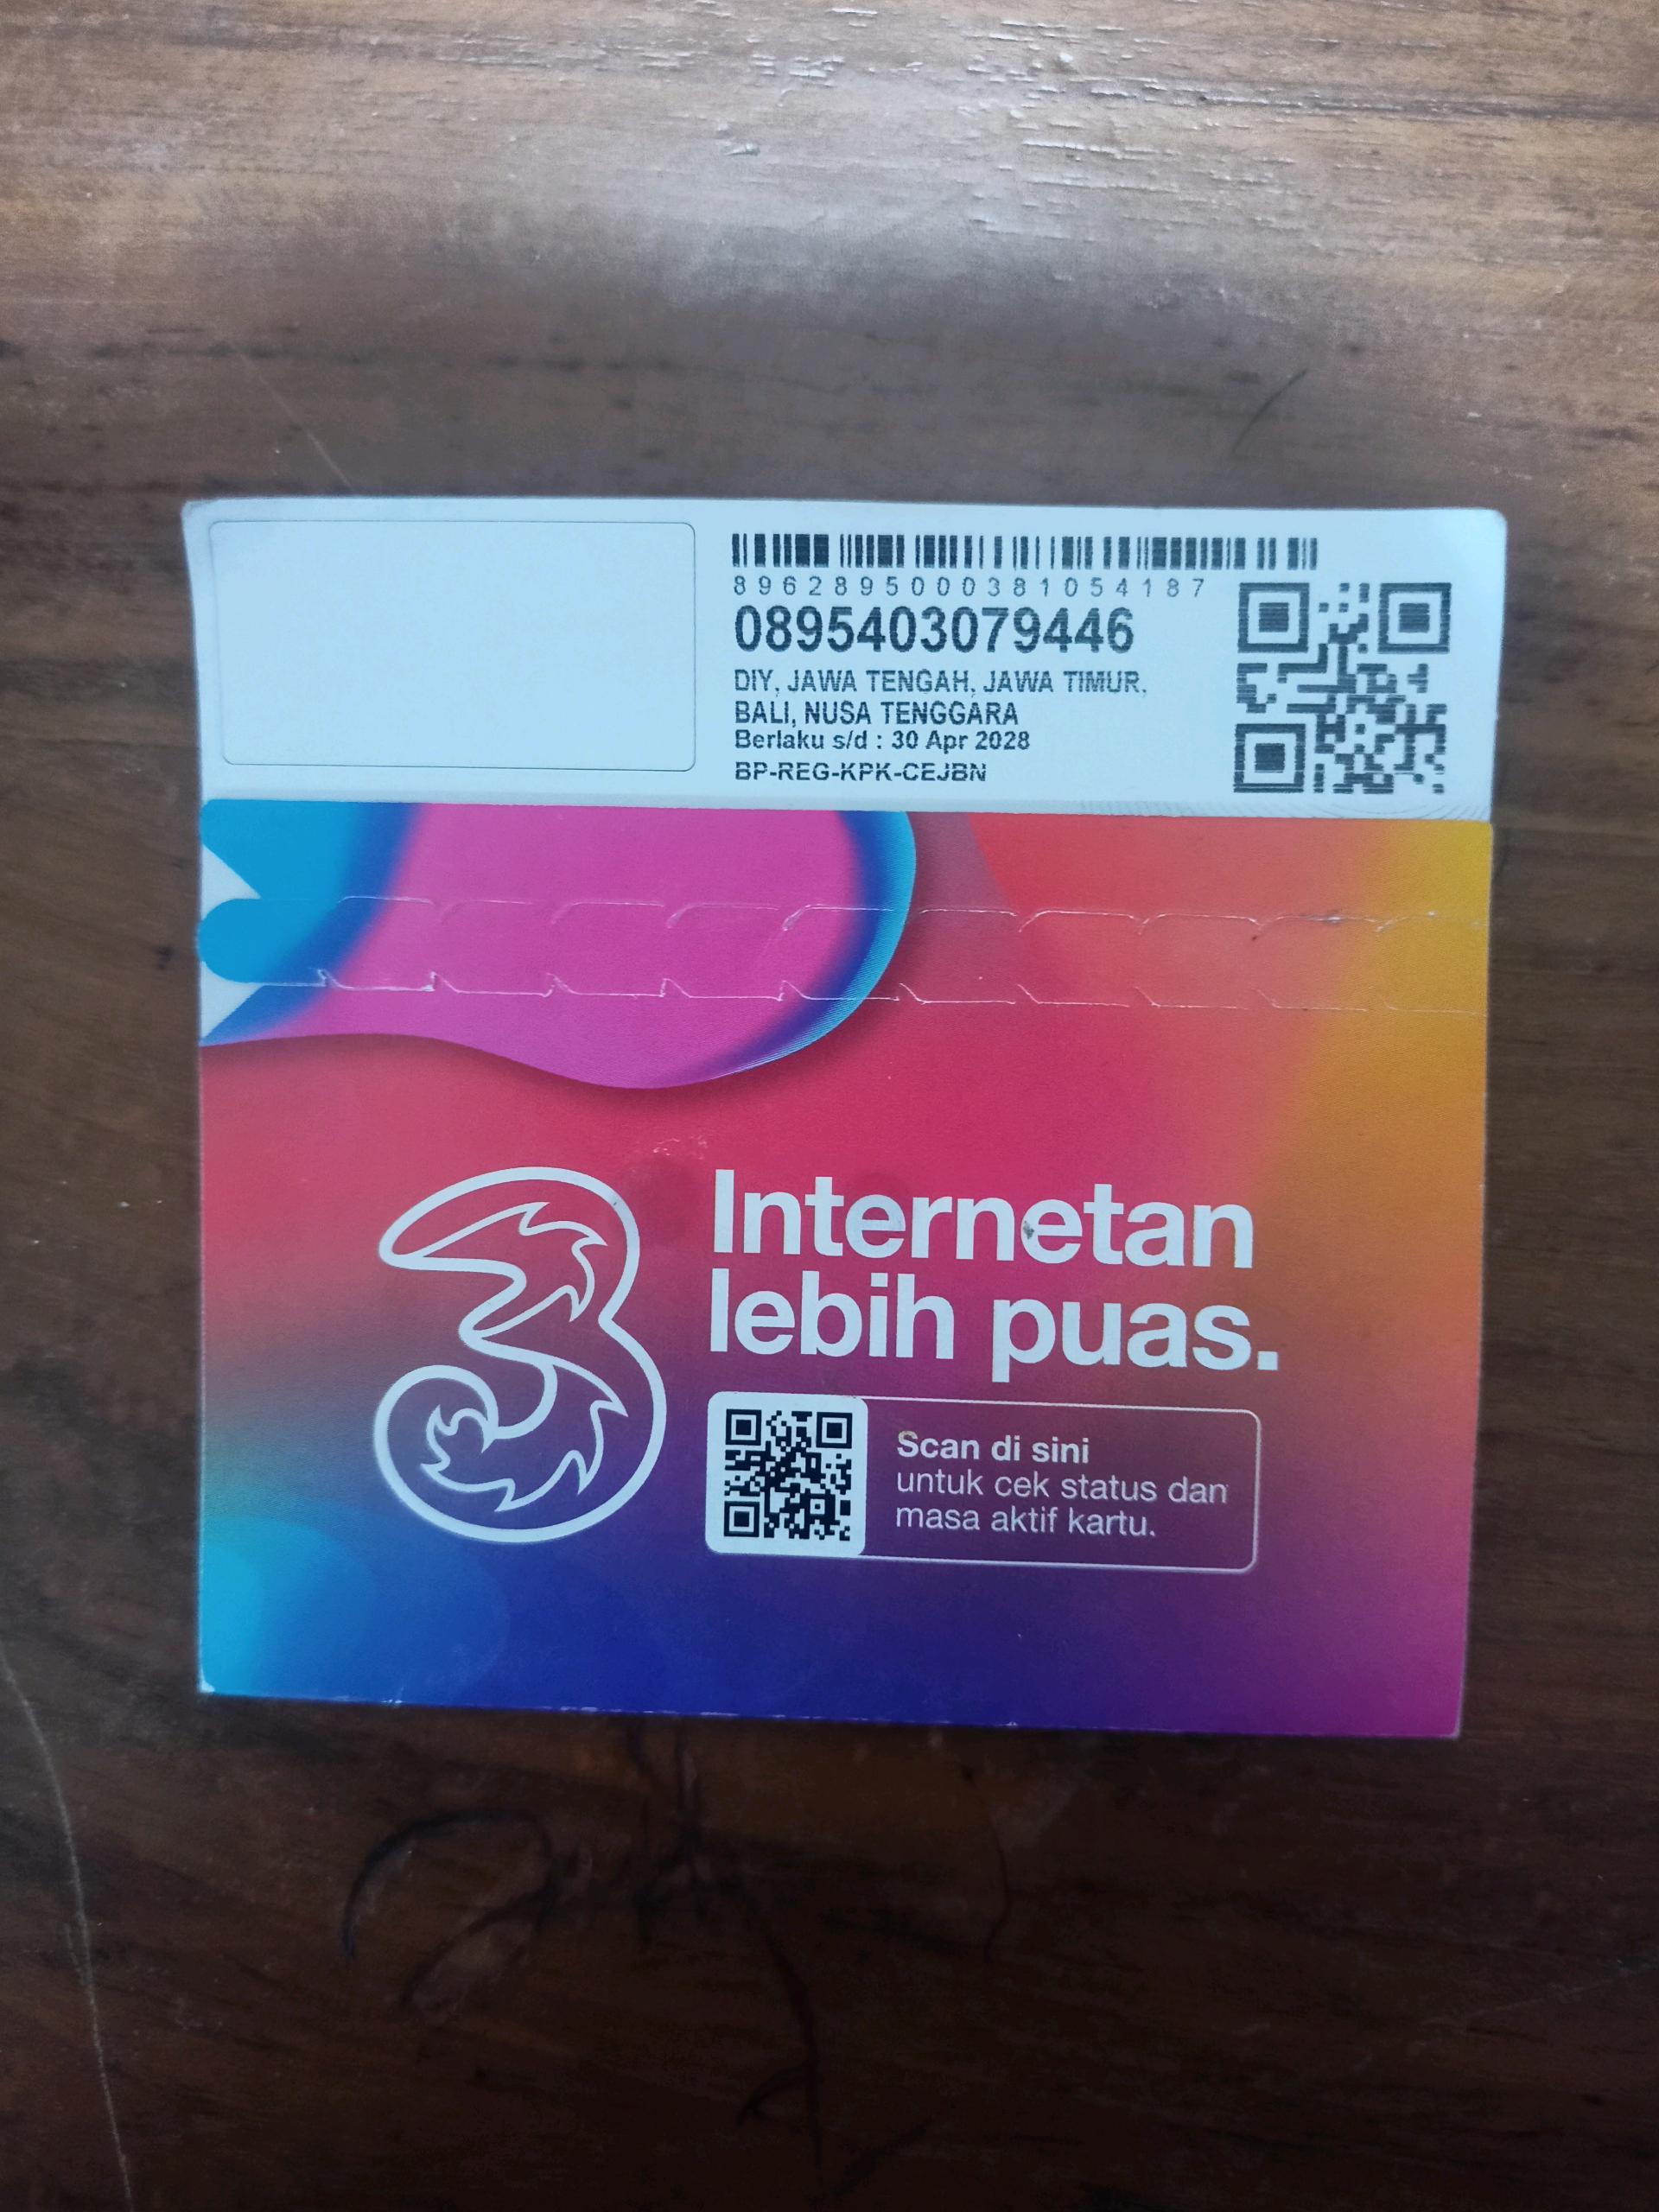 8962895000381054187
0895403079446
DIY, JAWA TENGAH, JAWA TIMUR,
BALI, NUSA TENGGARA
Berlaku s/d : 30 Apr 2028
BP-REG-KPK-CEJBN
3
Internetan
lebih puas.
Scan di sini
untuk cek status dan
masa aktif kartu.